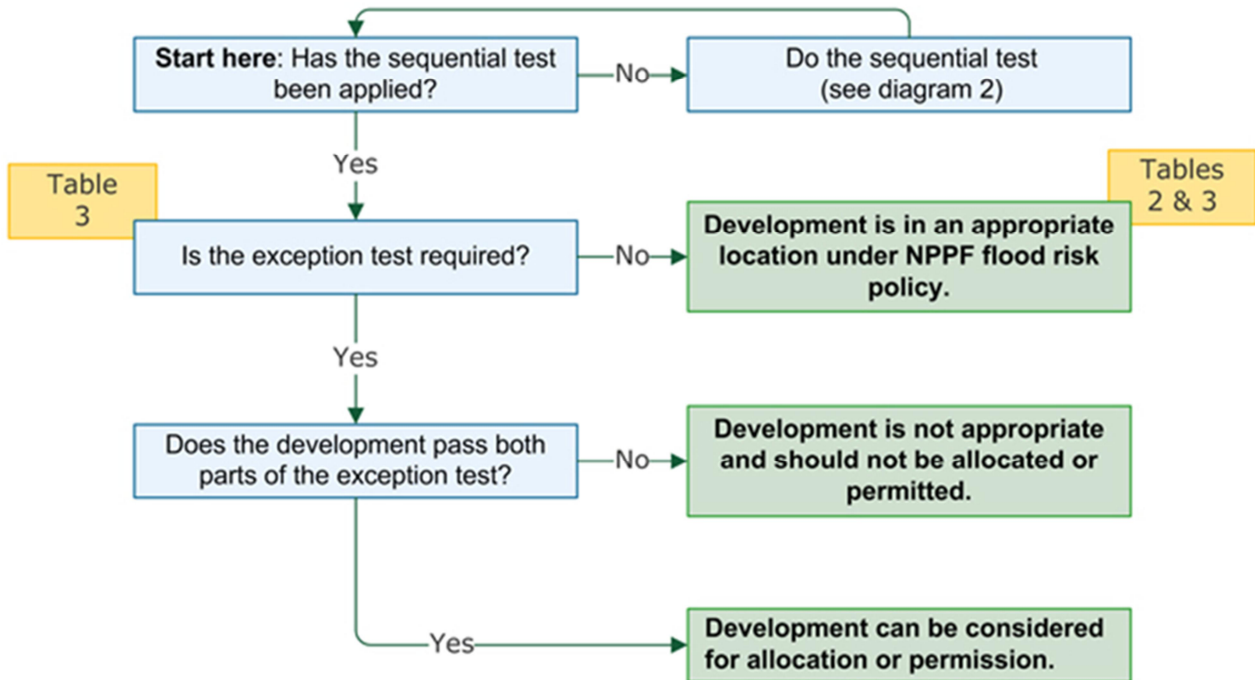 Start here: Has the sequential test
been applied?
No
Do the sequential test
(see diagram 2)
Yes
Table
3
Tables
2 & 3
Is the exception test required?
No
Development is in an appropriate
location under NPPF flood risk
policy.
Yes
Does the development pass both
parts of the exception test?
No
Development is not appropriate
and should not be allocated or
permitted.
Yes
Development can be considered
for allocation or permission.